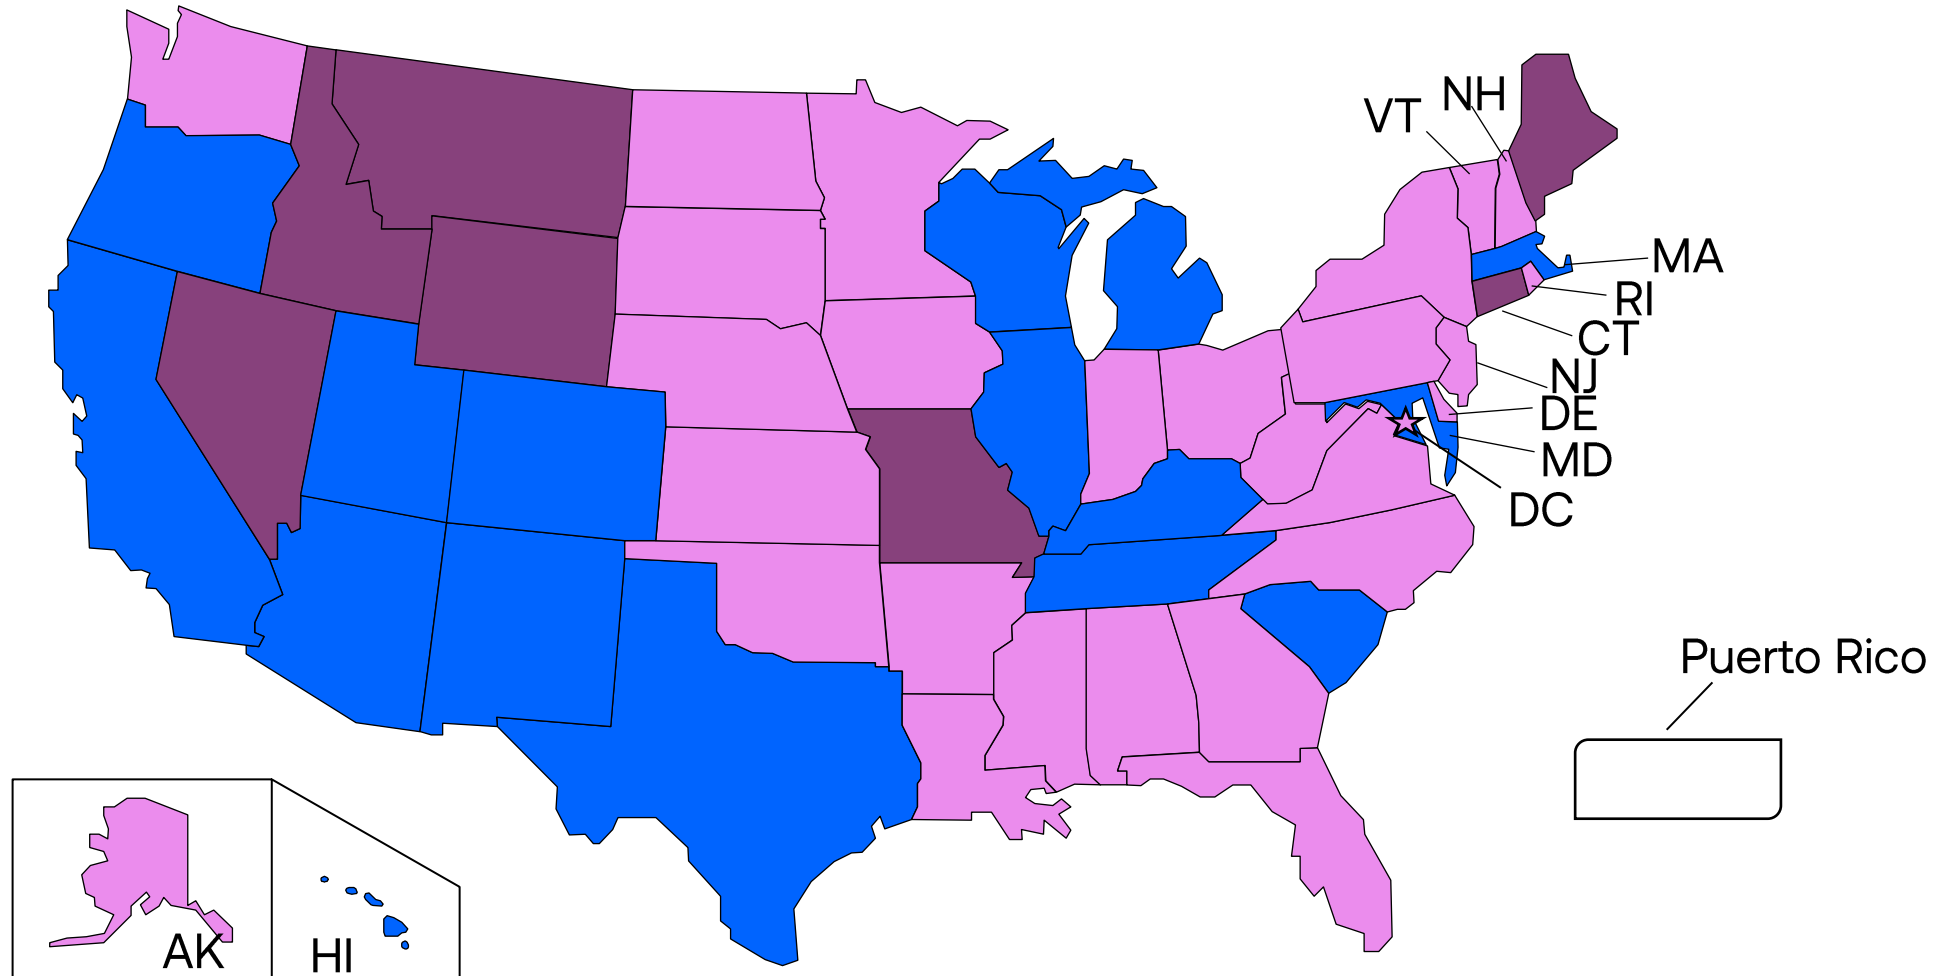 NH
VT
MA
RI
CT
NJ
DE
MD
DC
Puerto Rico
AK
HI